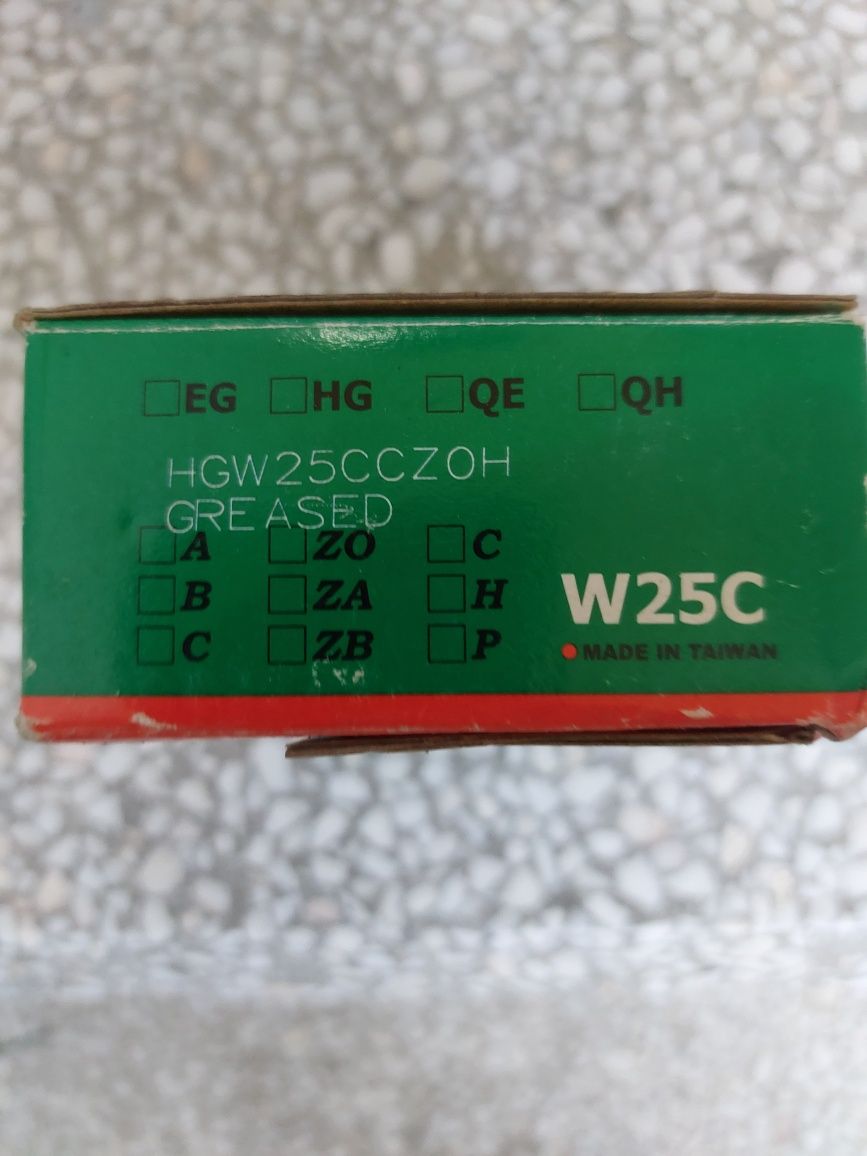 EG HG QE QH
HGW25CCZ0H
GREASED
A ZO C
B ZA H
C ZB P
W25C
MADE IN TAIWAN